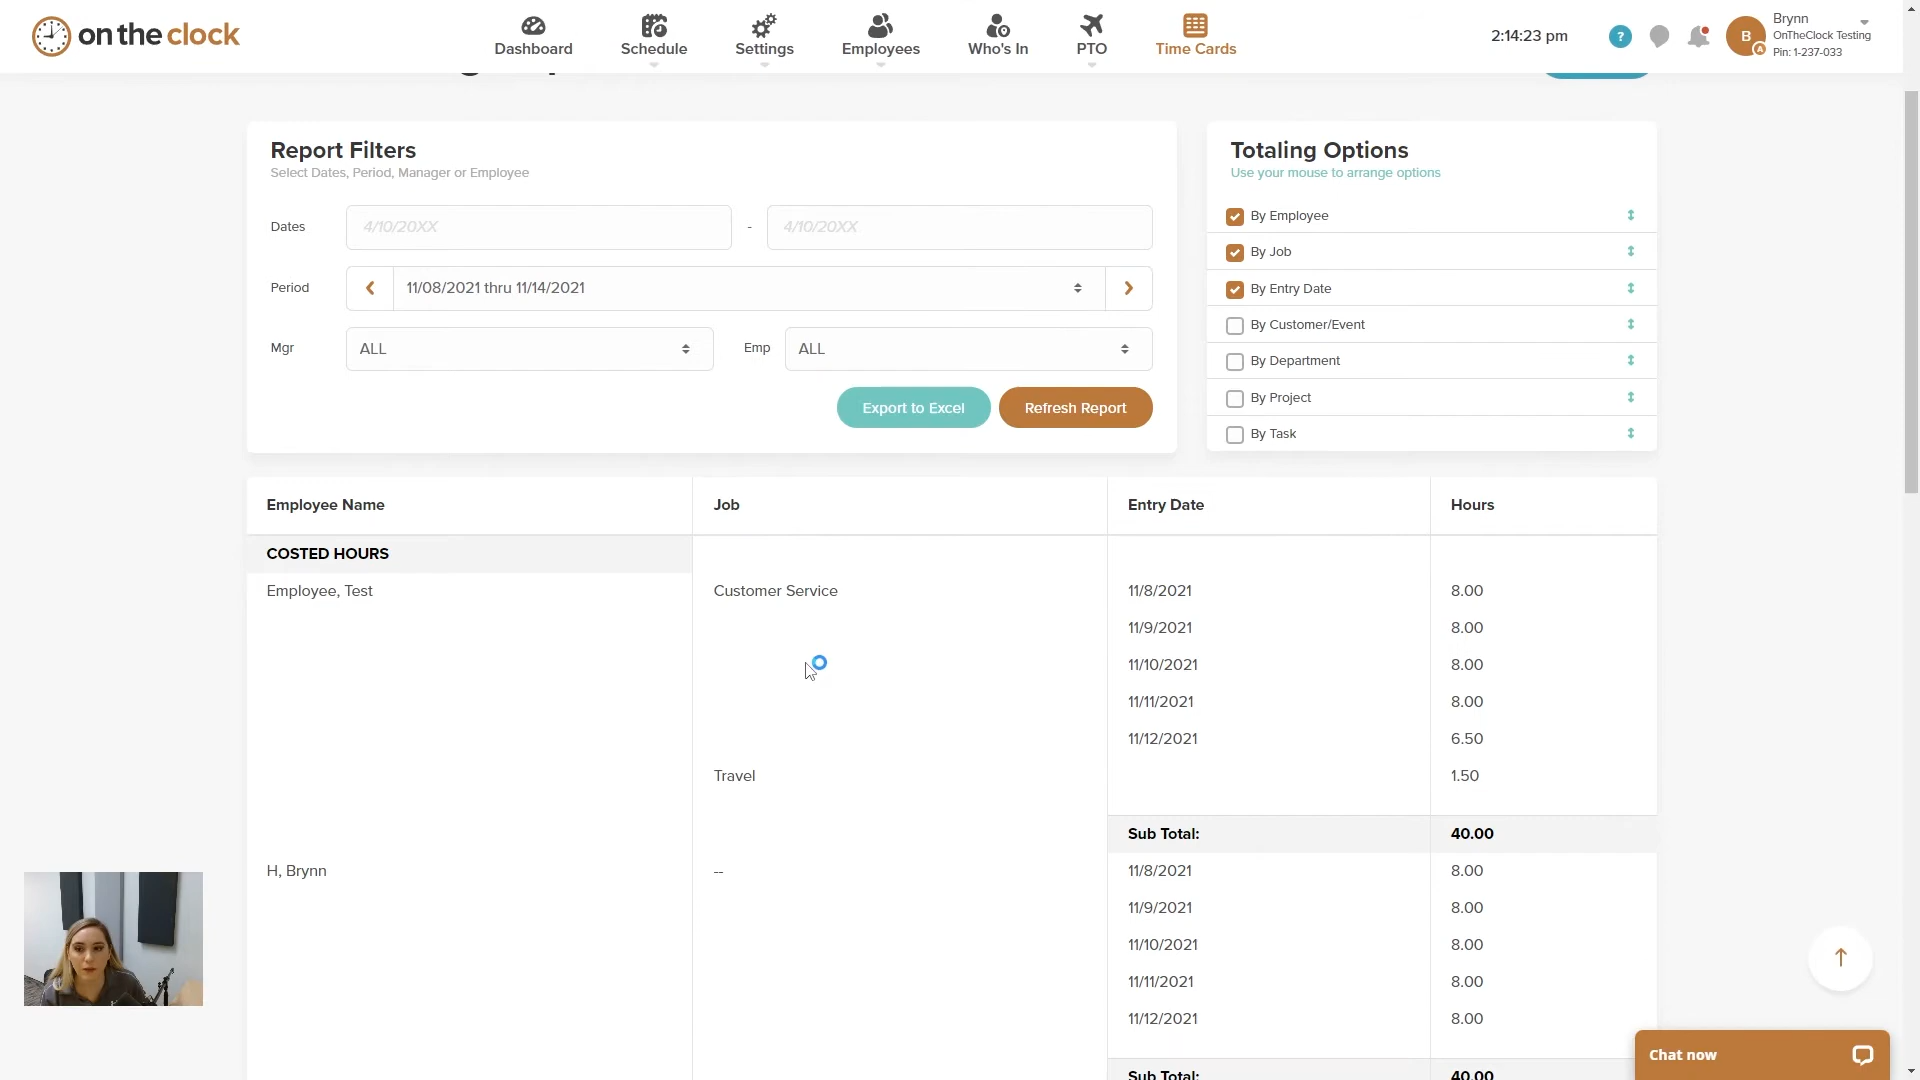 on the clock
Dashboard
Schedule
Settings
Employees
Who's In
PTO
Time Cards
2:14:23 pm
?
B
A
Brynn
OnTheClock Testing
Pin: 1-237-033
Report Filters
Select Dates, Period, Manager or Employee
Dates
4/10/20XX
-
4/10/20XX
Period
11/08/2021 thru 11/14/2021
Mgr
ALL
Emp
ALL
Export to Excel
Refresh Report
Totaling Options
Use your mouse to arrange options
By Employee
By Job
By Entry Date
By Customer/Event
By Department
By Project
By Task
Employee Name Job Entry Date Hours
COSTED HOURS
Employee, Test Customer Service 11/8/2021 8.00
11/9/2021 8.00
11/10/2021 8.00
11/11/2021 8.00
11/12/2021 6.50
Travel 1.50
Sub Total: 40.00
H, Brynn -- 11/8/2021 8.00
11/9/2021 8.00
11/10/2021 8.00
11/11/2021 8.00
11/12/2021 8.00
Sub Total: 40.00
Chat now